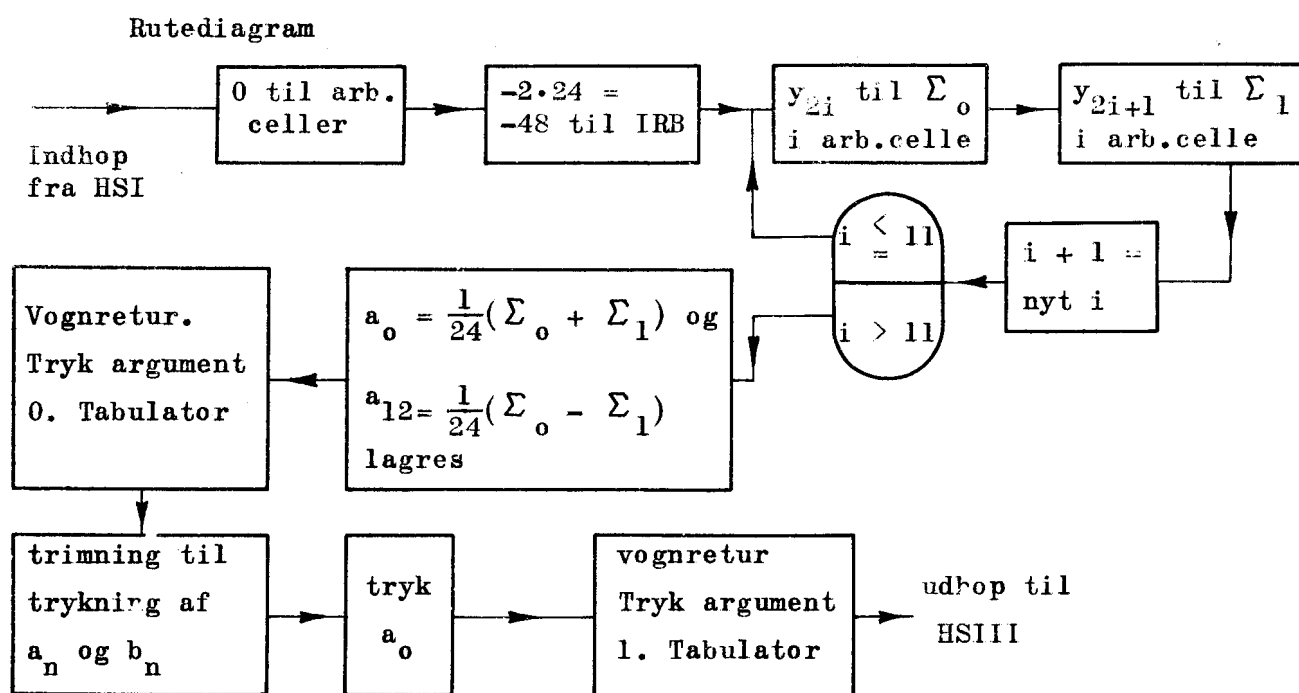 Rutediagram
Indhop
fra HSI
0 til arb.
celler
-2·24 =
-48 til IRB
y2i til Σo
i arb.celle
y2i+1 til Σ1
i arb.celle
i + 1 =
nyt i
i ≤ 11
i > 11
ao = 1/24(Σo + Σ1) og
a12= 1/24(Σo - Σ1)
lagres
Vognretur.
Tryk argument
0. Tabulator
trimning til
trykning af
an og bn
tryk
ao
vognretur
Tryk argument
1. Tabulator
udhop til
HSIII